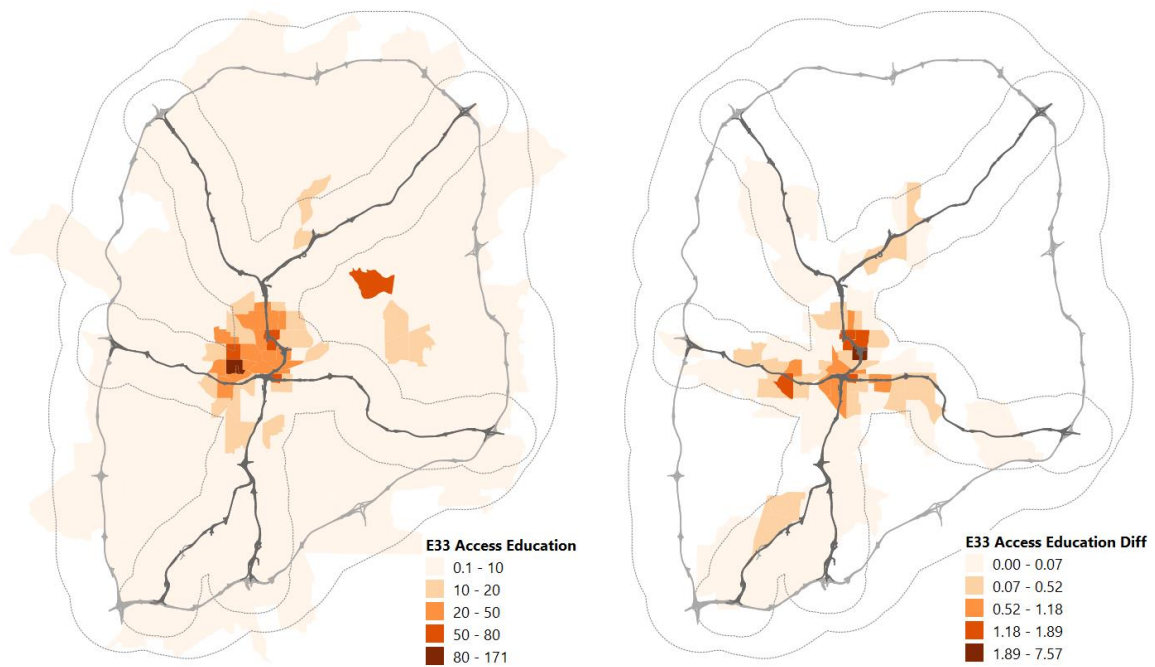 E33 Access Education
0.1 - 10
10 - 20
20 - 50
50 - 80
80 - 171
E33 Access Education Diff
0.00 - 0.07
0.07 - 0.52
0.52 - 1.18
1.18 - 1.89
1.89 - 7.57